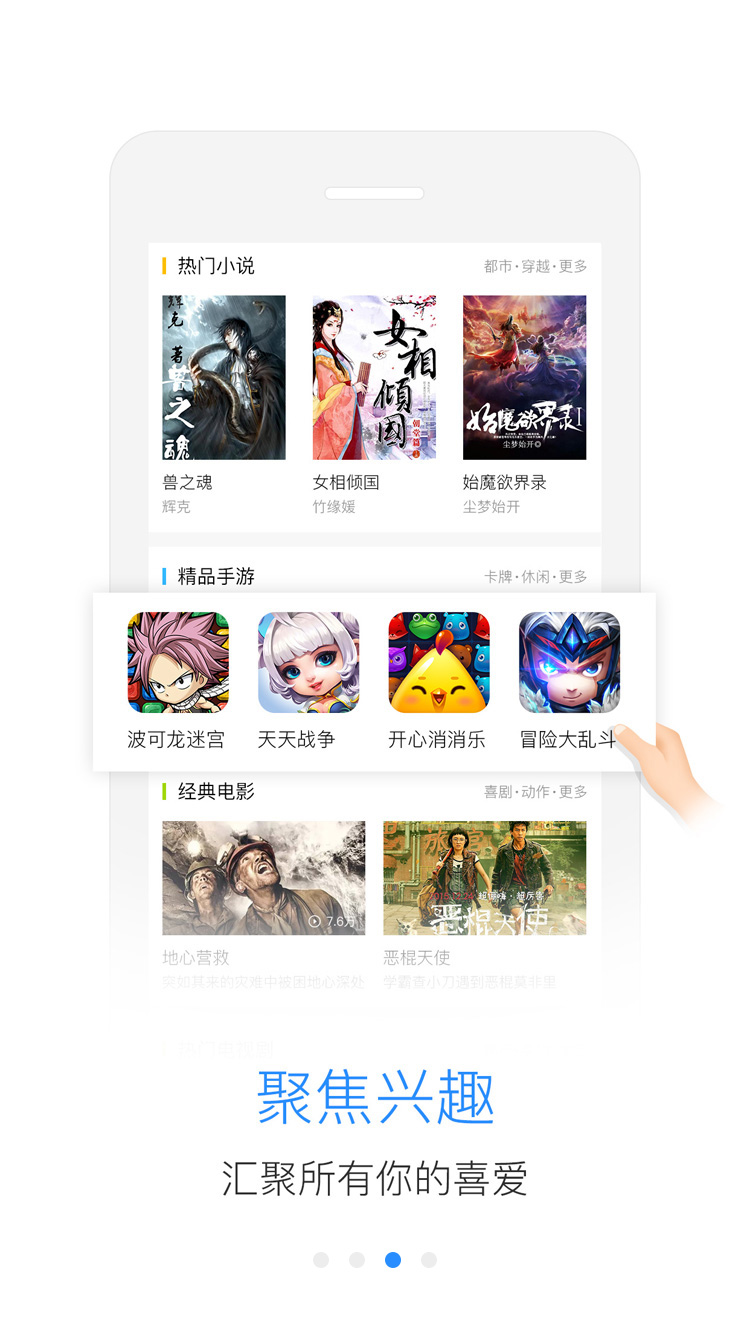 热门小说
都市·穿越·更多
辉克 著
兽之魂
女相倾国
朝堂篇
始魔欲界录I
尘梦始开
兽之魂
女相倾国
始魔欲界录
辉克
竹缘媛
尘梦始开
精品手游
卡牌·休闲·更多
波可龙迷宫
天天战争
开心消消乐
冒险大乱斗
经典电影
喜剧·动作·更多
7.6万
恶棍天使
地心营救
恶棍天使
突如其来的灾难中被困地心深处
学霸查小刀遇到恶棍莫非里
聚焦兴趣
汇聚所有你的喜爱